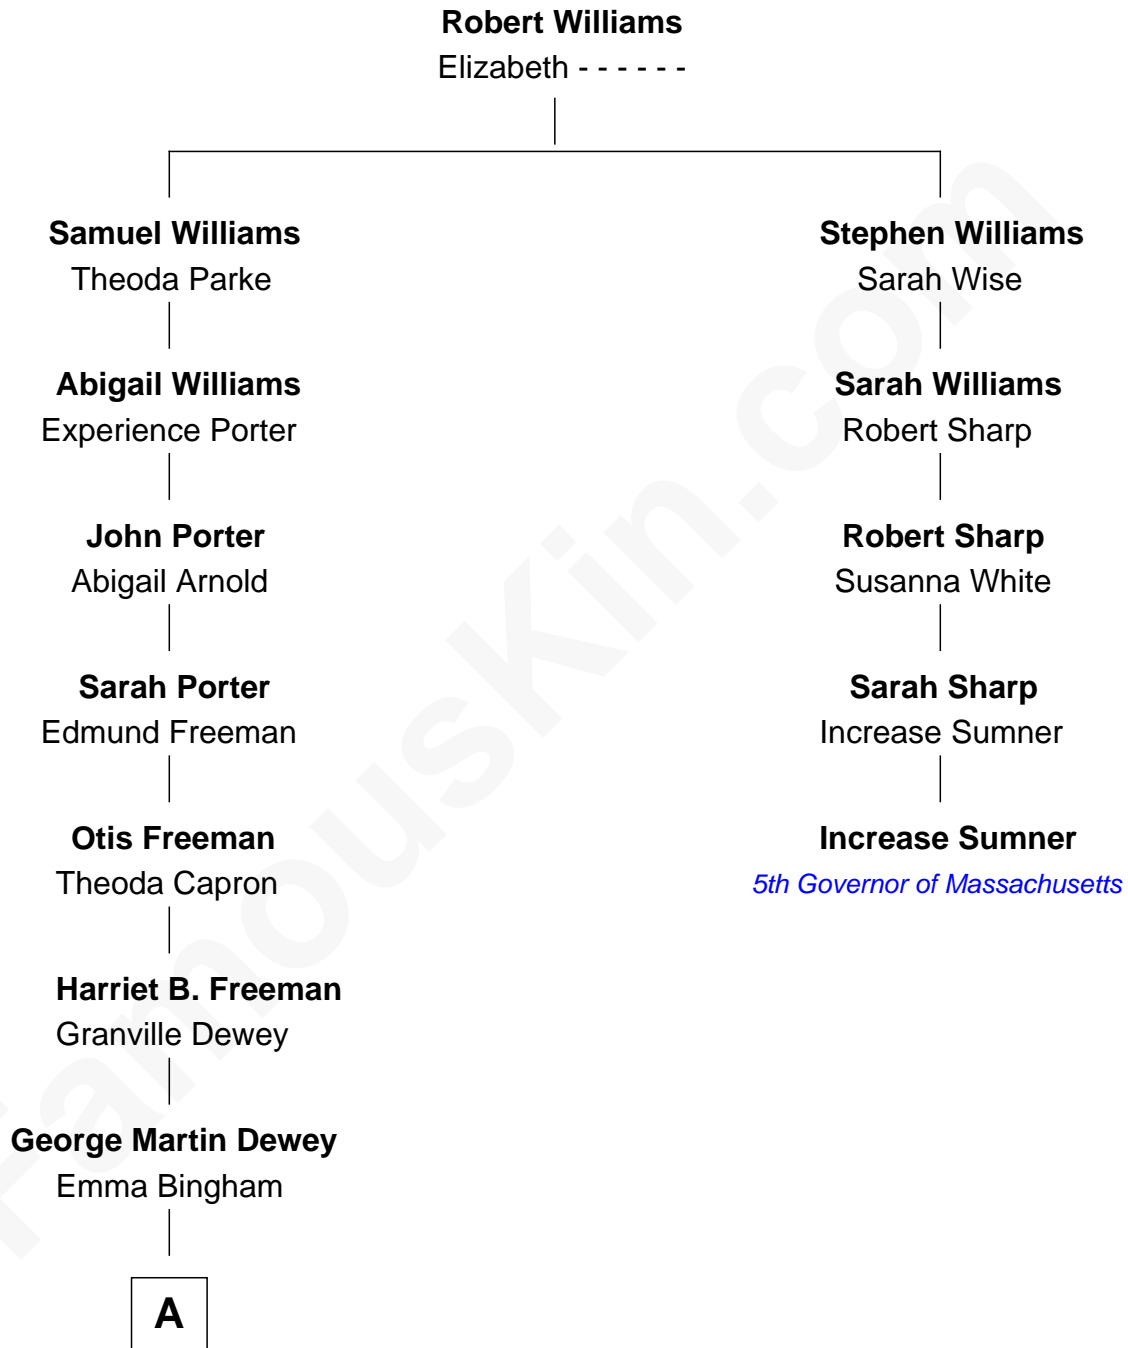 Robert Williams
Elizabeth - - - - - -
Samuel Williams
Theoda Parke
Stephen Williams
Sarah Wise
Abigail Williams
Experience Porter
Sarah Williams
Robert Sharp
John Porter
Abigail Arnold
Robert Sharp
Susanna White
Sarah Porter
Edmund Freeman
Sarah Sharp
Increase Sumner
Otis Freeman
Theoda Capron
Increase Sumner
5th Governor of Massachusetts
Harriet B. Freeman
Granville Dewey
George Martin Dewey
Emma Bingham
A
FamousKin.com